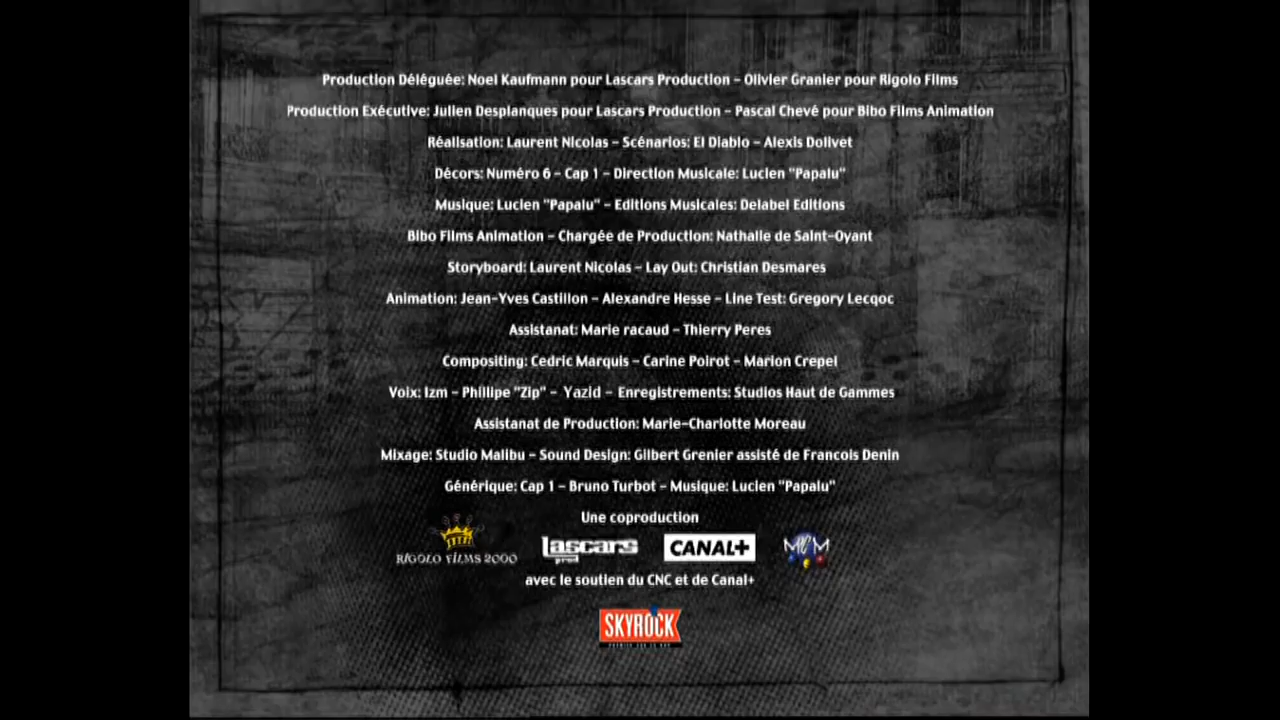 Production Déléguée: Noel Kaufmann pour Lascars Production - Olivier Granier pour Rigolo Films
Production Exécutive: Julien Desplanques pour Lascars Production - Pascal Chevé pour Bibo Films Animation
Réalisation: Laurent Nicolas - Scénarios: El Diablo - Alexis Dolivet
Décors: Numéro 6 - Cap 1 - Direction Musicale: Lucien "Papalu"
Musique: Lucien "Papalu" - Editions Musicales: Delabel Editions
Bibo Films Animation - Chargée de Production: Nathalie de Saint-Oyant
Storyboard: Laurent Nicolas - Lay Out: Christian Desmares
Animation: Jean-Yves Castillon - Alexandre Hesse - Line Test: Gregory Lecqoc
Assistanat: Marie racaud - Thierry Peres
Compositing: Cedric Marquis - Carine Poirot - Marion Crepel
Voix: Izm - Phillipe "Zip" - Yazid - Enregistrements: Studios Haut de Gammes
Assistanat de Production: Marie-Charlotte Moreau
Mixage: Studio Malibu - Sound Design: Gilbert Grenier assisté de Francois Denin
Générique: Cap 1 - Bruno Turbot - Musique: Lucien "Papalu"
Une coproduction
RIGOLO FILMS 2000 lascars prod CANAL+ MCM
avec le soutien du CNC et de Canal+
SKYROCK